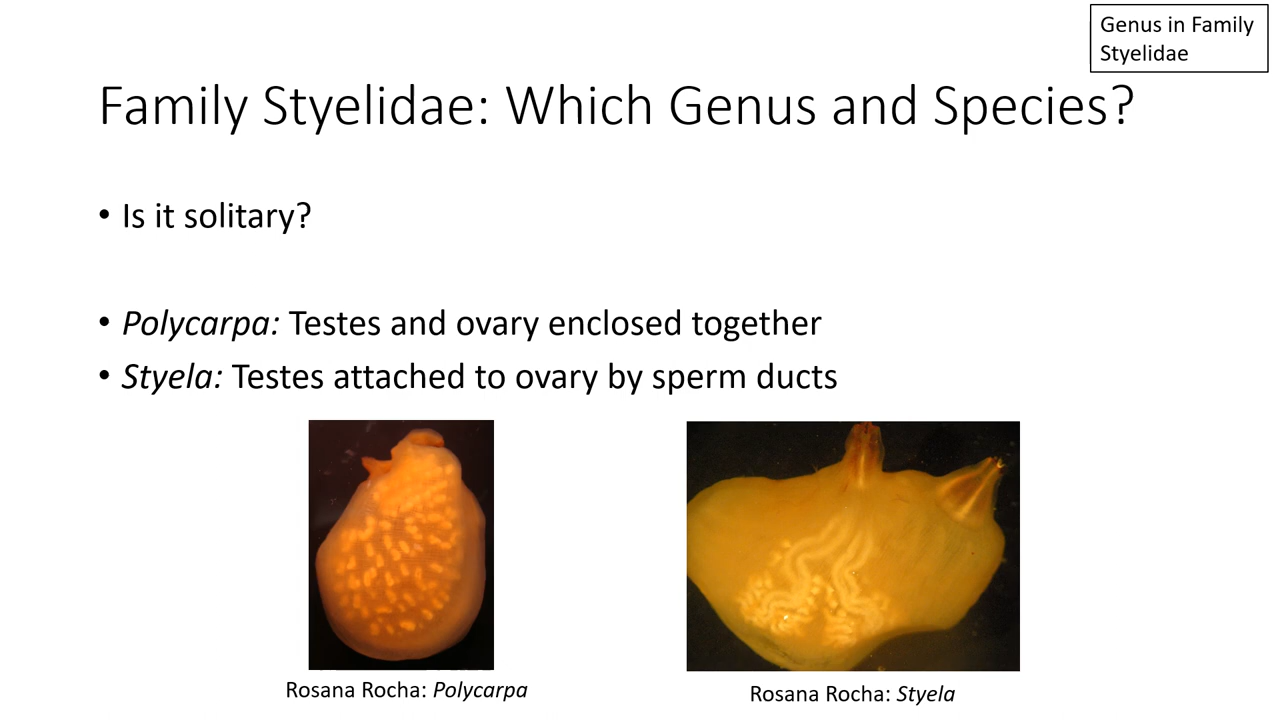 Genus in Family
Styelidae
Family Styelidae: Which Genus and Species?
• Is it solitary?
• Polycarpa: Testes and ovary enclosed together
• Styela: Testes attached to ovary by sperm ducts
Rosana Rocha: Polycarpa
Rosana Rocha: Styela